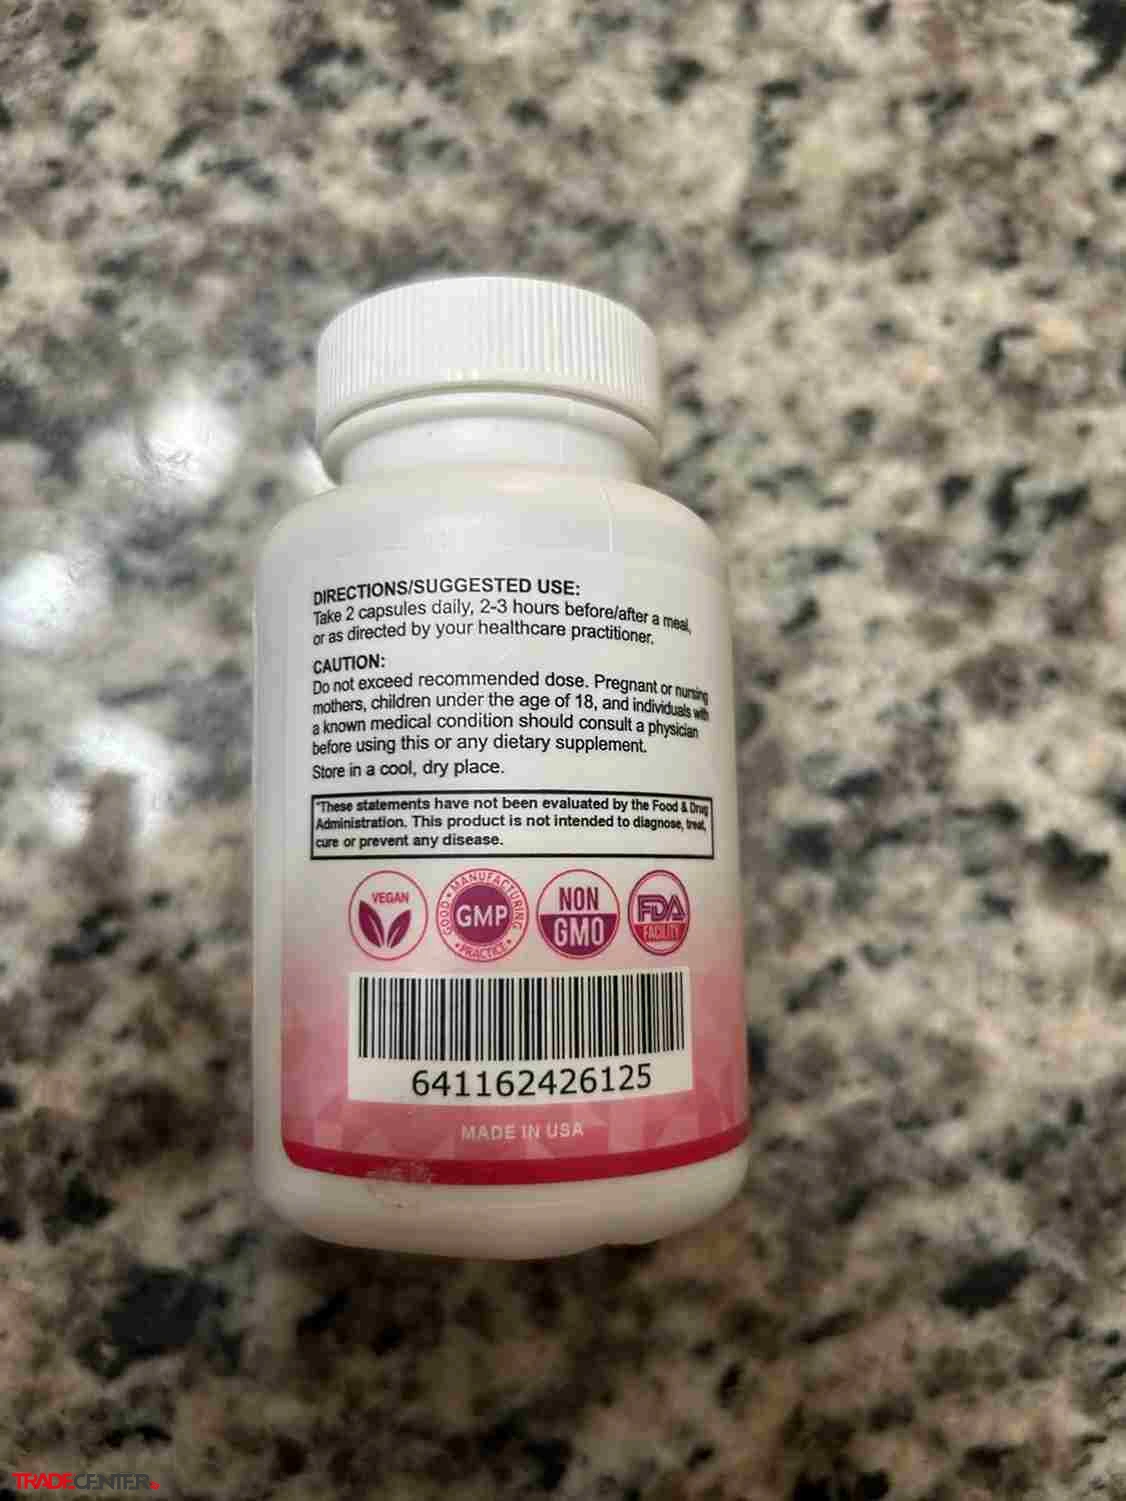 DIRECTIONS/SUGGESTED USE:
Take 2 capsules daily, 2-3 hours before/after a meal,
or as directed by your healthcare practitioner.
CAUTION:
Do not exceed recommended dose. Pregnant or nursing
mothers, children under the age of 18, and individuals with
a known medical condition should consult a physician
before using this or any dietary supplement.
Store in a cool, dry place.
*These statements have not been evaluated by the Food & Drug
Administration. This product is not intended to diagnose, treat,
cure or prevent any disease.
VEGAN
GOOD MANUFACTURING
GMP
PRACTICE
NON
GMO
FDA
FACILITY
641162426125
MADE IN USA
TRADECENTER